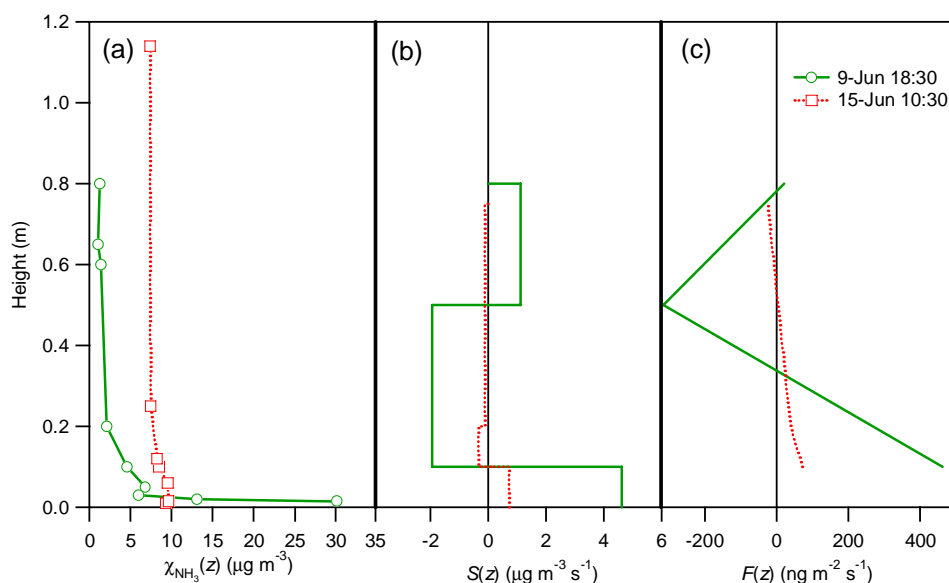 (a)
(b)
(c)
9-Jun 18:30
15-Jun 10:30
1.2
1.0
0.8
0.6
0.4
0.2
0.0
Height (m)
0 5 10 15 20 25 30 35
-2 0 2 4 6
-200 0 200 400
χNH₃(z) (μg m⁻³)
S(z) (μg m⁻³ s⁻¹)
F(z) (ng m⁻² s⁻¹)